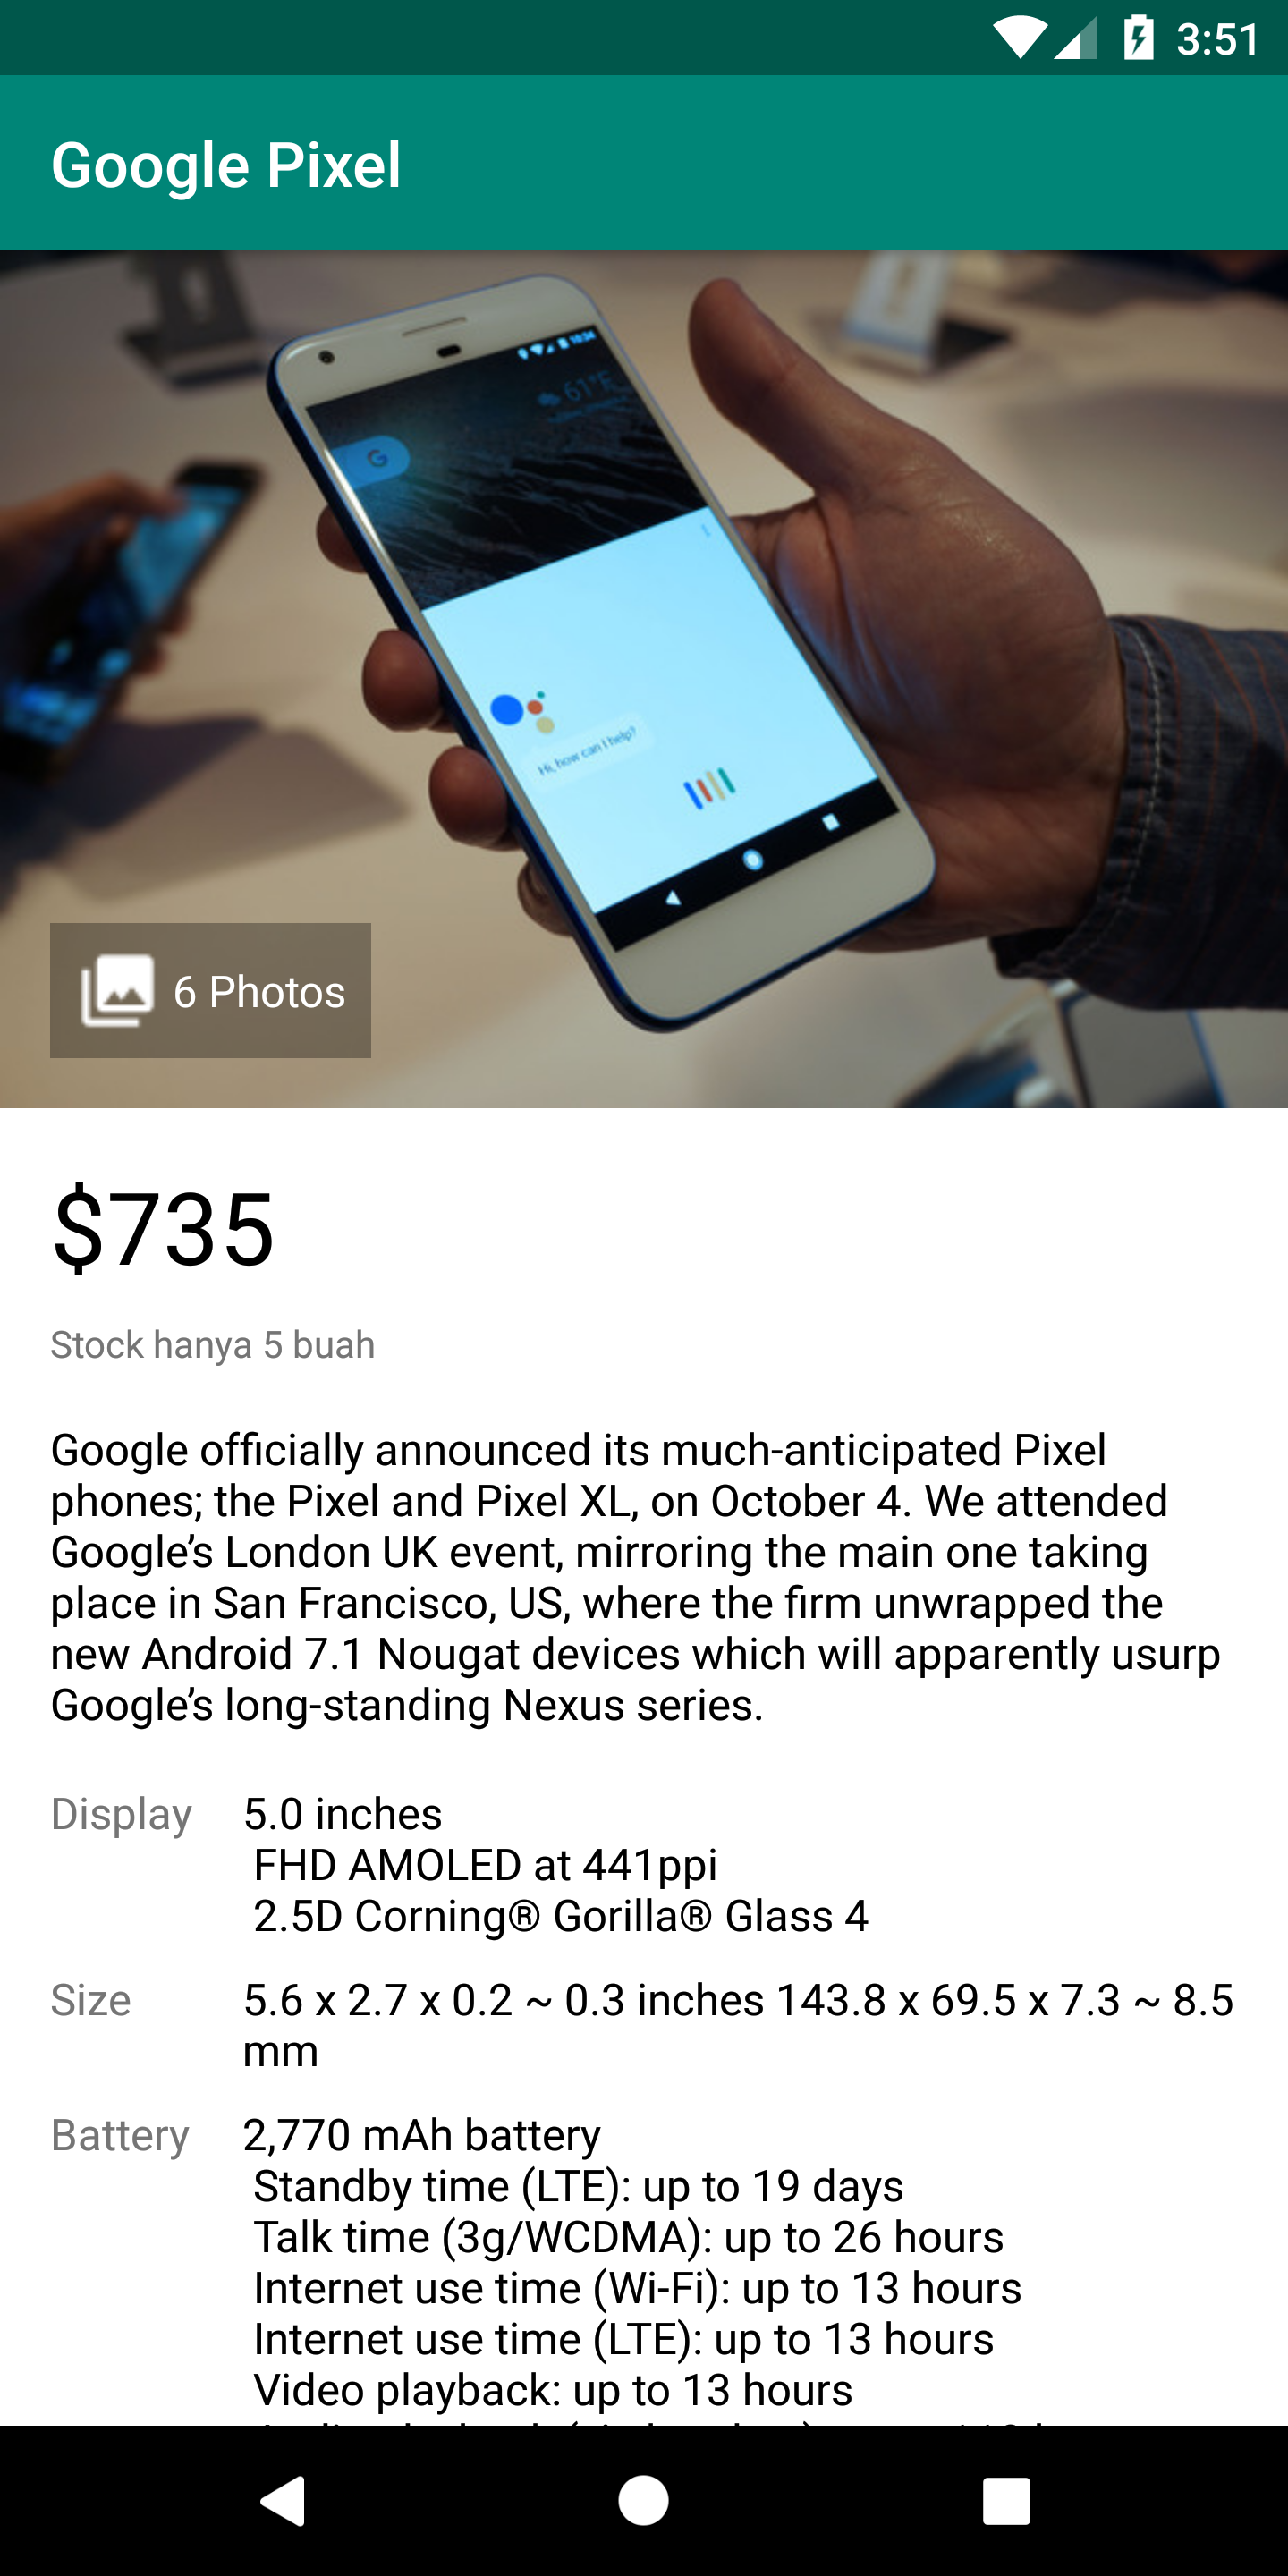 3:51
Google Pixel
10:34
61°F
G
Hi, how can I help?
6 Photos
$735
Stock hanya 5 buah
Google officially announced its much-anticipated Pixel
phones; the Pixel and Pixel XL, on October 4. We attended
Google’s London UK event, mirroring the main one taking
place in San Francisco, US, where the firm unwrapped the
new Android 7.1 Nougat devices which will apparently usurp
Google’s long-standing Nexus series.
Display
5.0 inches
FHD AMOLED at 441ppi
2.5D Corning® Gorilla® Glass 4
Size
5.6 x 2.7 x 0.2 ~ 0.3 inches 143.8 x 69.5 x 7.3 ~ 8.5
mm
Battery
2,770 mAh battery
Standby time (LTE): up to 19 days
Talk time (3g/WCDMA): up to 26 hours
Internet use time (Wi-Fi): up to 13 hours
Internet use time (LTE): up to 13 hours
Video playback: up to 13 hours